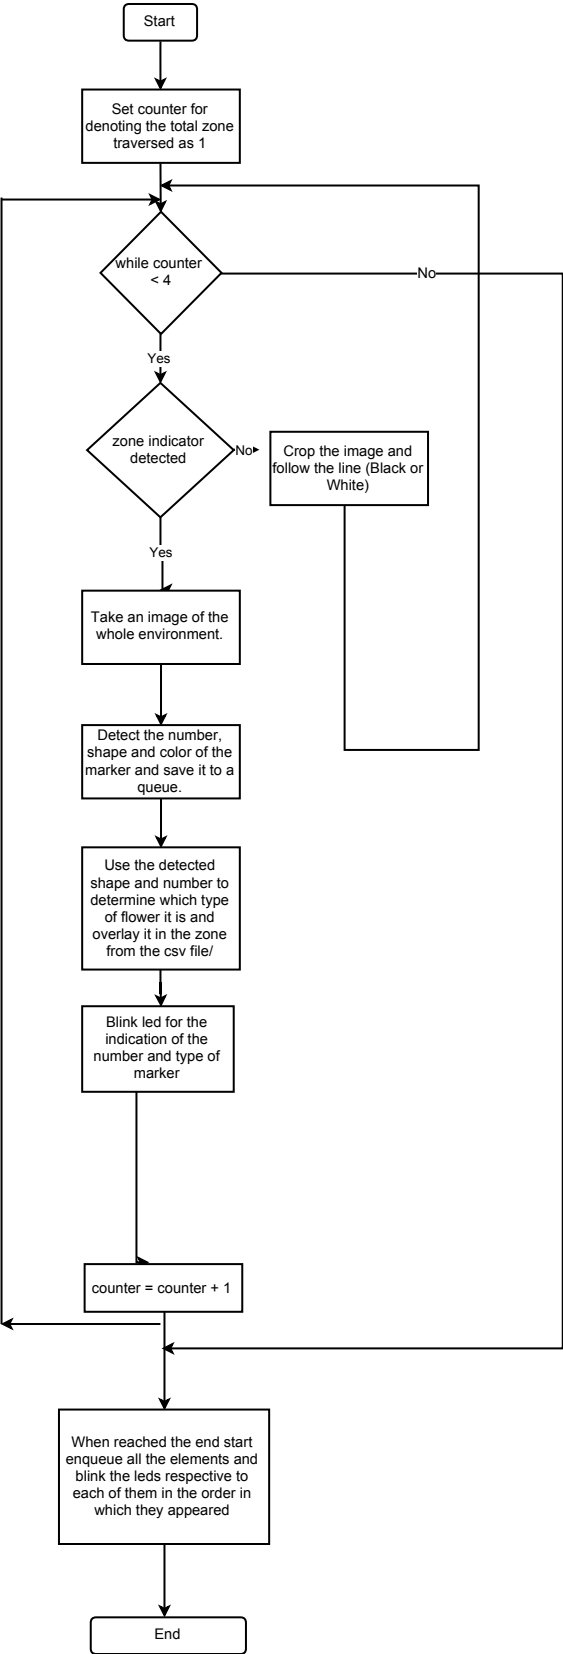 Start
Set counter for
denoting the total zone
traversed as 1
while counter
< 4
No
Yes
zone indicator
detected
No
Crop the image and
follow the line (Black or
White)
Yes
Take an image of the
whole environment.
Detect the number,
shape and color of the
marker and save it to a
queue.
Use the detected
shape and number to
determine which type
of flower it is and
overlay it in the zone
from the csv file/
Blink led for the
indication of the
number and type of
marker
counter = counter + 1
When reached the end start
enqueue all the elements and
blink the leds respective to
each of them in the order in
which they appeared
End